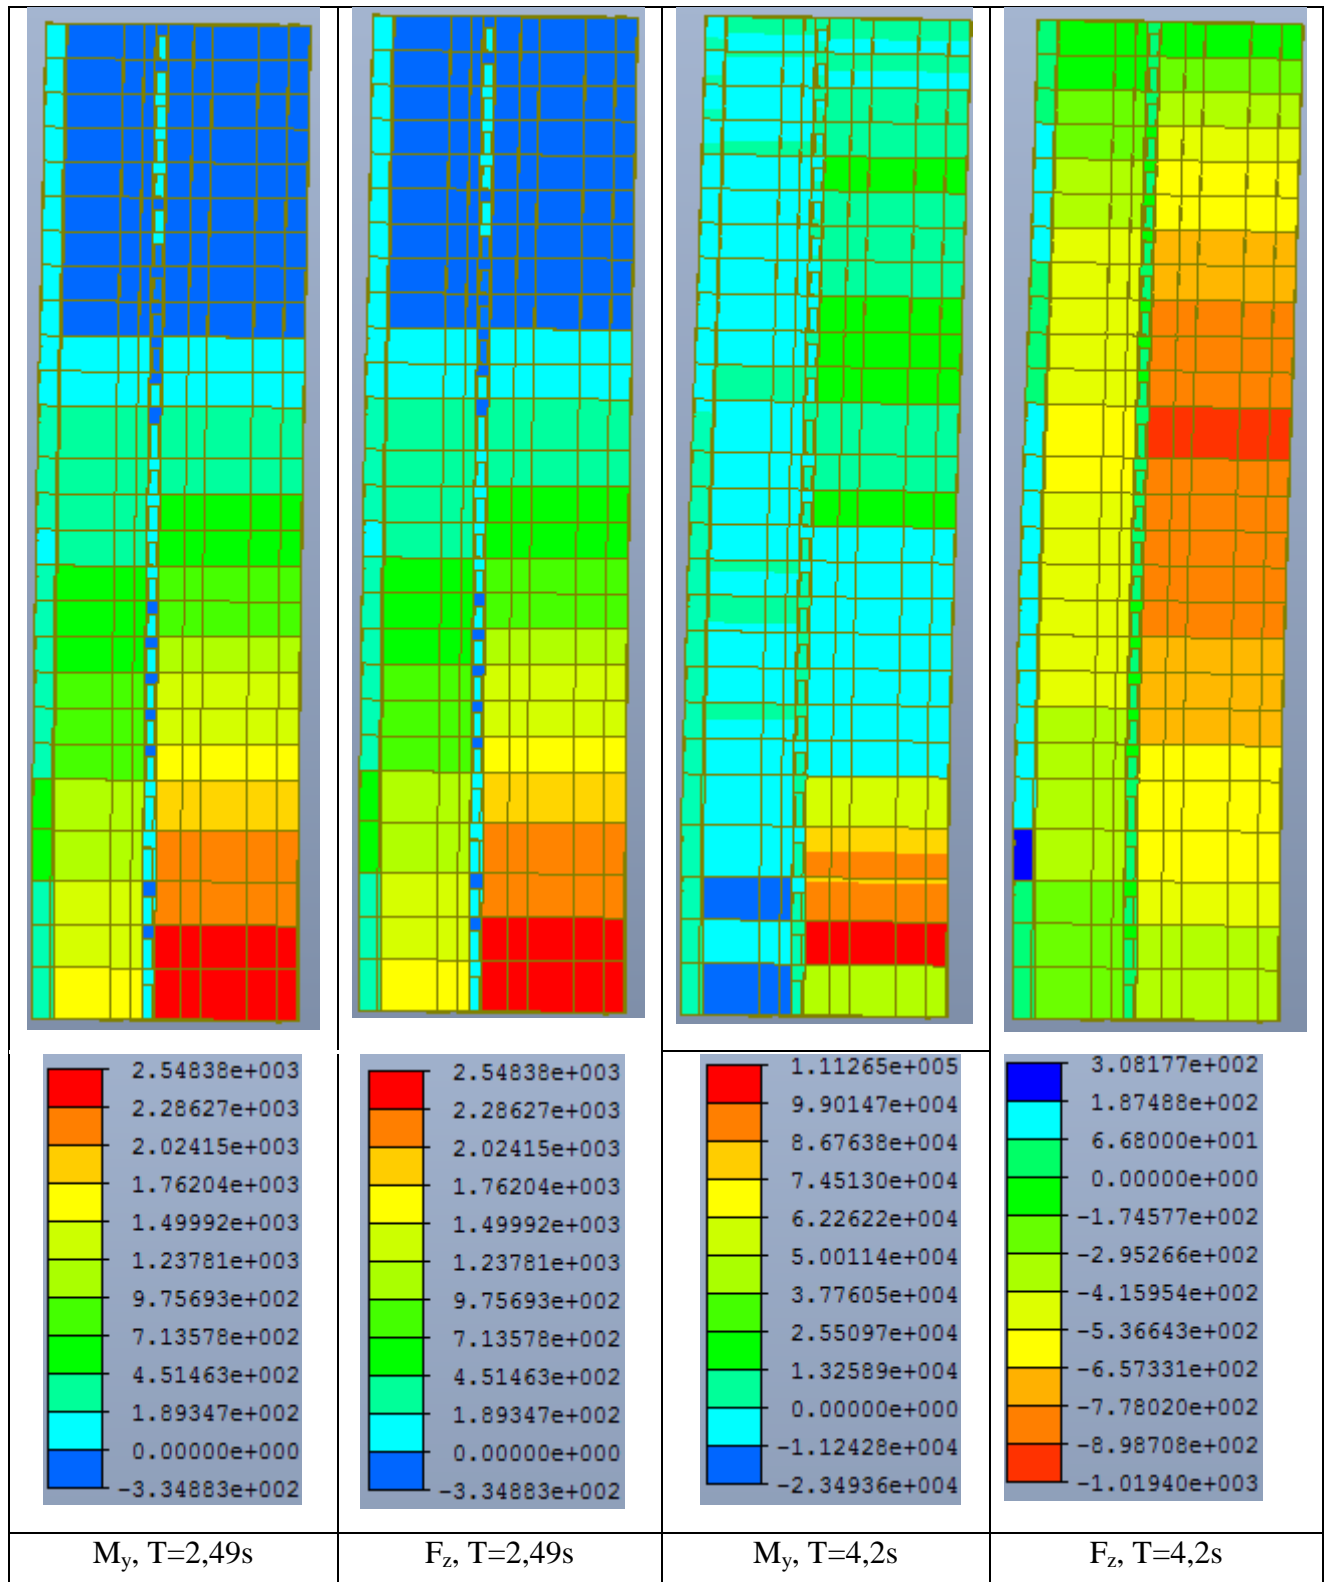 2.54838e+003
2.28627e+003
2.02415e+003
1.76204e+003
1.49992e+003
1.23781e+003
9.75693e+002
7.13578e+002
4.51463e+002
1.89347e+002
0.00000e+000
-3.34883e+002
2.54838e+003
2.28627e+003
2.02415e+003
1.76204e+003
1.49992e+003
1.23781e+003
9.75693e+002
7.13578e+002
4.51463e+002
1.89347e+002
0.00000e+000
-3.34883e+002
1.11265e+005
9.90147e+004
8.67638e+004
7.45130e+004
6.22622e+004
5.00114e+004
3.77605e+004
2.55097e+004
1.32589e+004
0.00000e+000
-1.12428e+004
-2.34936e+004
3.08177e+002
1.87488e+002
6.68000e+001
0.00000e+000
-1.74577e+002
-2.95266e+002
-4.15954e+002
-5.36643e+002
-6.57331e+002
-7.78020e+002
-8.98708e+002
-1.01940e+003
My, T=2,49s
Fz, T=2,49s
My, T=4,2s
Fz, T=4,2s